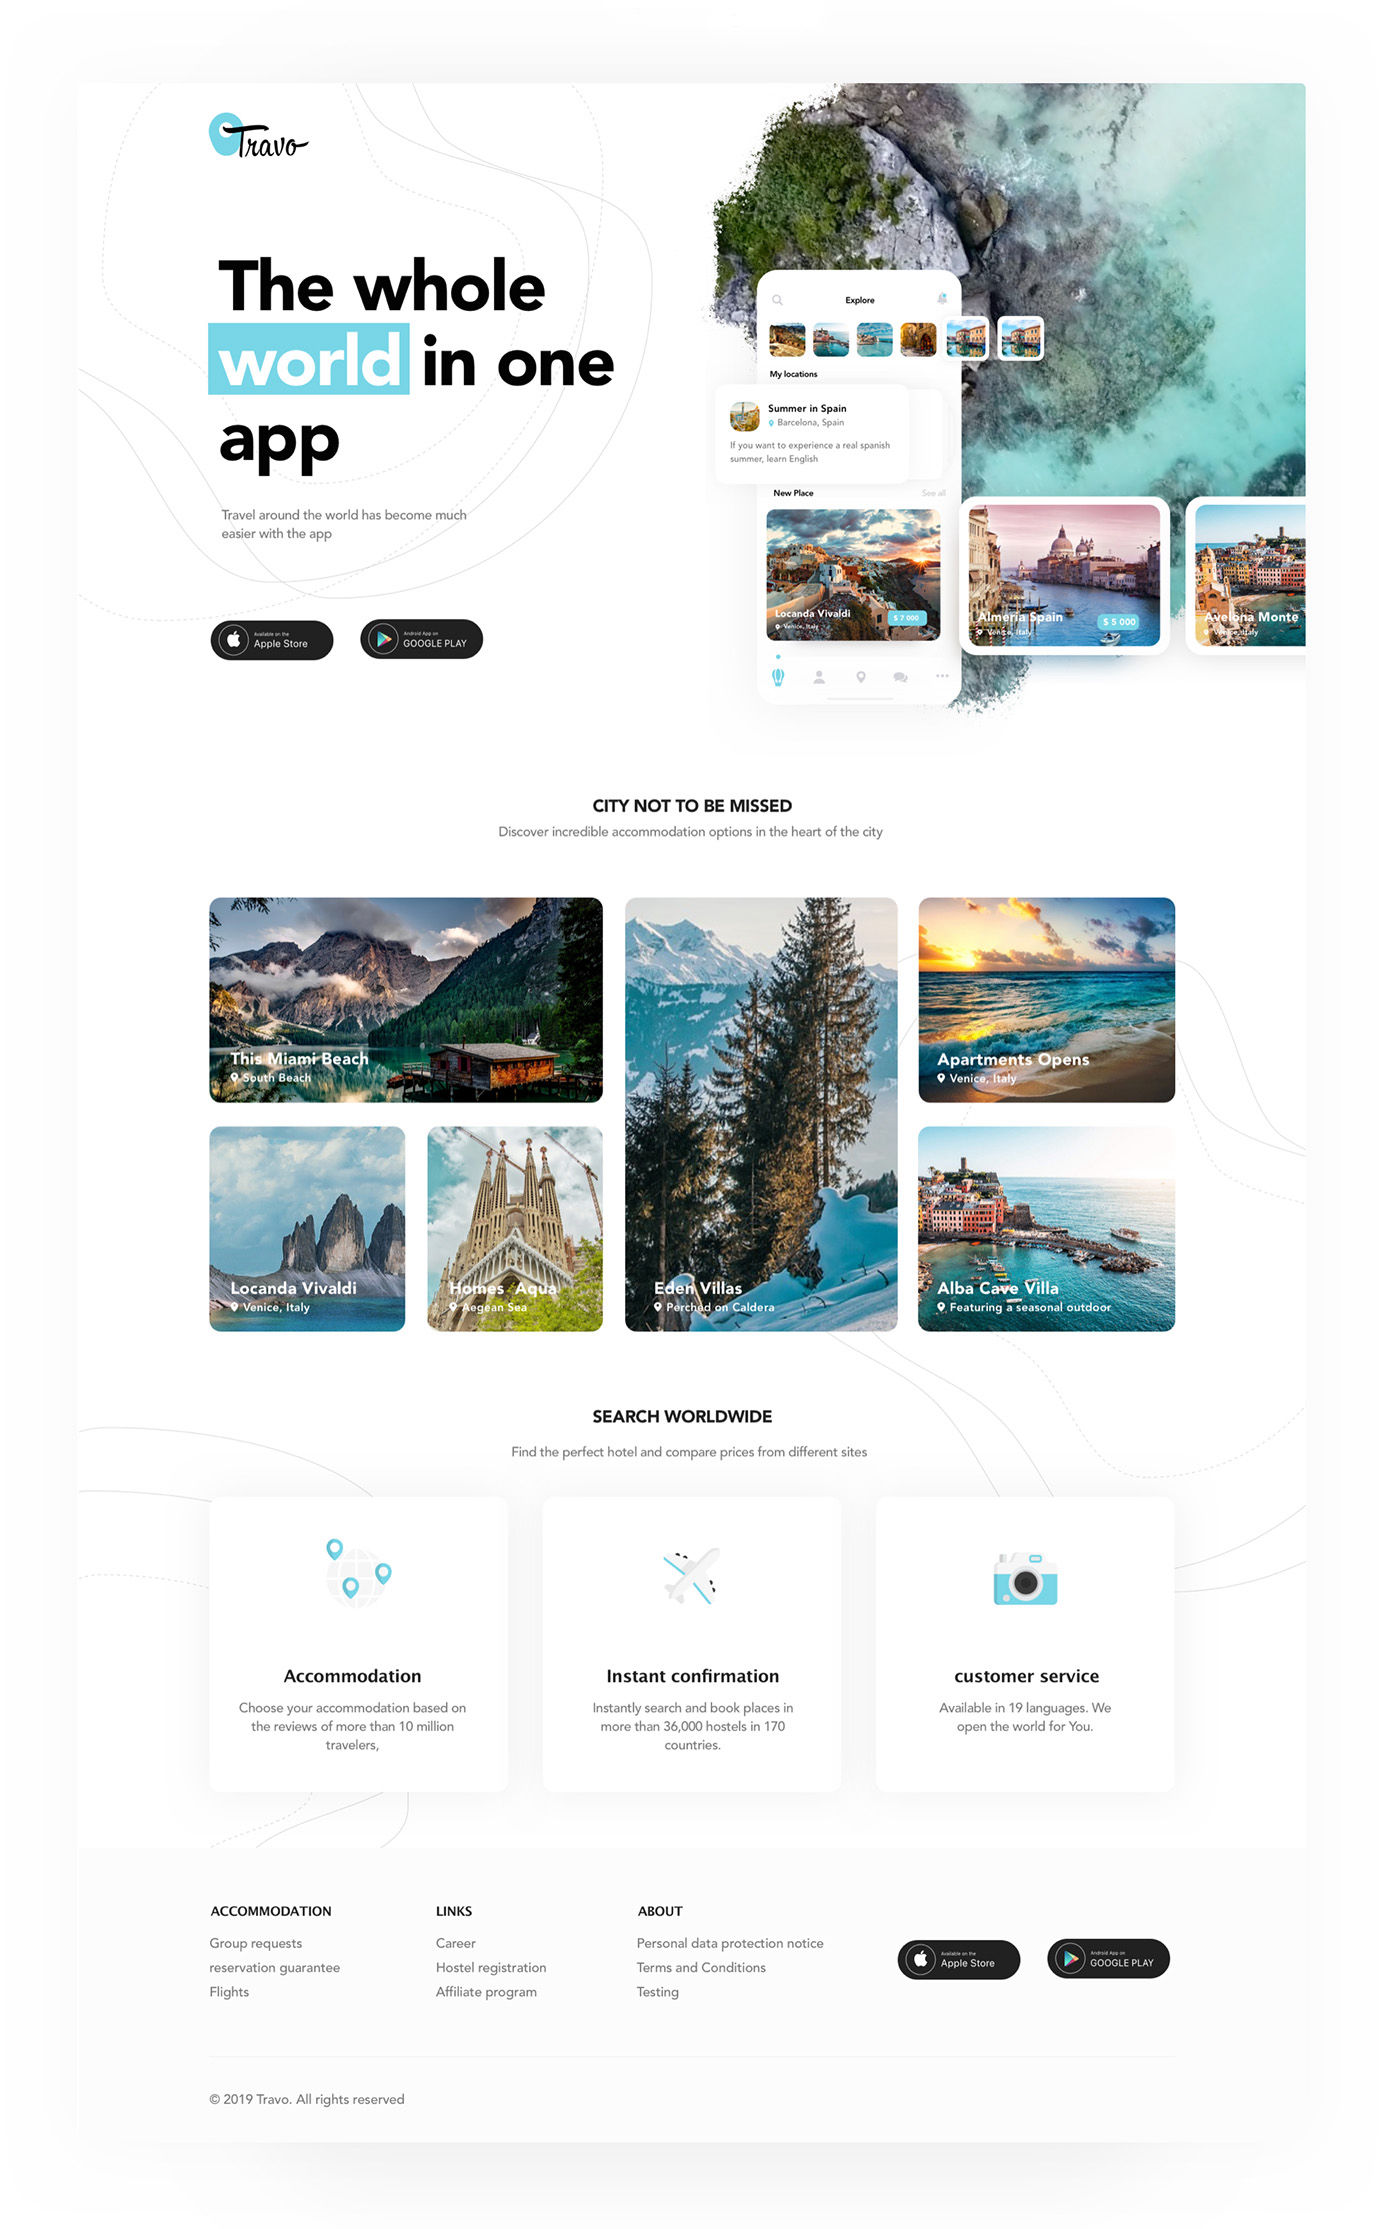 Travo
The whole
world in one
app
Travel around the world has become much
easier with the app
Available on the
Apple Store
Android App on
GOOGLE PLAY
Explore
My locations
Summer in Spain
Barcelona, Spain
If you want to experience a real spanish
summer, learn English
New Place
See all
Locanda Vivaldi
Venice, Italy
$ 7 000
Almeria Spain
Venice, Italy
$ 5 000
Avelona Monte
Venice, Italy
CITY NOT TO BE MISSED
Discover incredible accommodation options in the heart of the city
This Miami Beach
South Beach
Apartments Opens
Venice, Italy
Locanda Vivaldi
Venice, Italy
Homes Aqua
Aegean Sea
Eden Villas
Perched on Caldera
Alba Cave Villa
Featuring a seasonal outdoor
SEARCH WORLDWIDE
Find the perfect hotel and compare prices from different sites
Accommodation
Choose your accommodation based on
the reviews of more than 10 million
travelers,
Instant confirmation
Instantly search and book places in
more than 36,000 hostels in 170
countries.
customer service
Available in 19 languages. We
open the world for You.
ACCOMMODATION
Group requests
reservation guarantee
Flights
LINKS
Career
Hostel registration
Affiliate program
ABOUT
Personal data protection notice
Terms and Conditions
Testing
Available on the
Apple Store
Android App on
GOOGLE PLAY
© 2019 Travo. All rights reserved